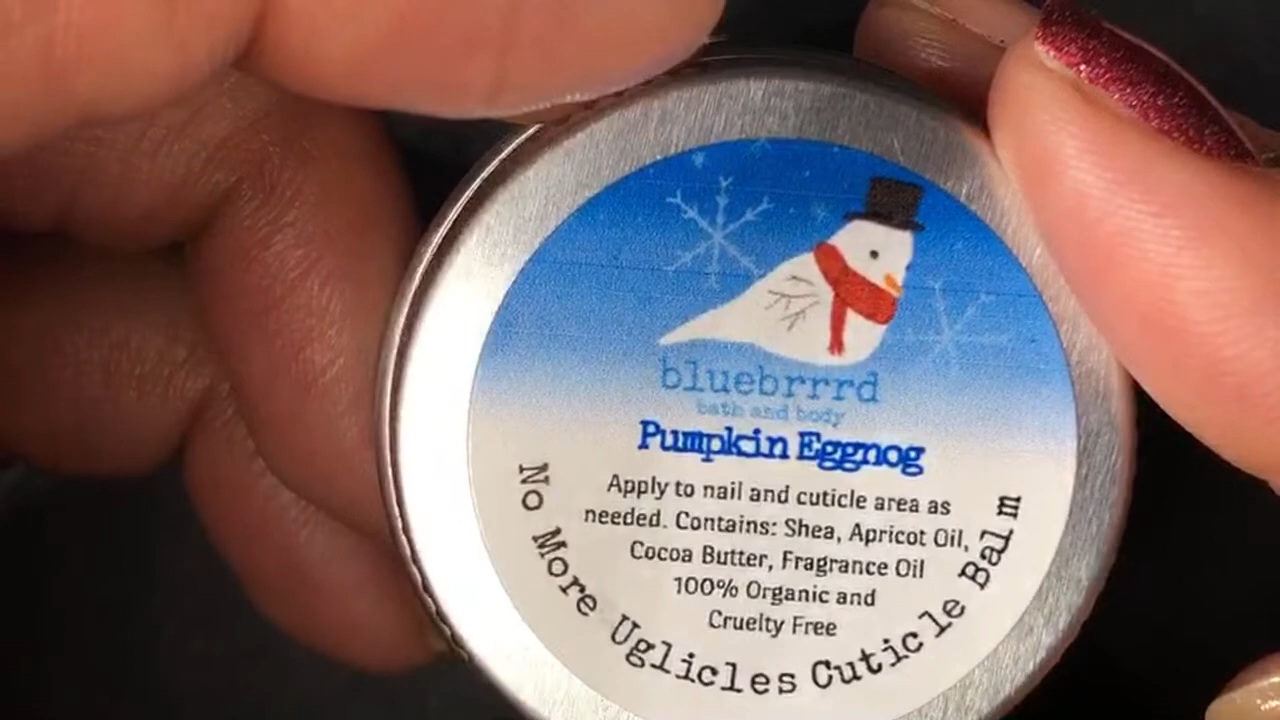 bluebrrrd
bath and body
Pumpkin Eggnog
Apply to nail and cuticle area as
needed. Contains: Shea, Apricot Oil,
Cocoa Butter, Fragrance Oil
100% Organic and
Cruelty Free
No More Uglicles Cuticle Balm